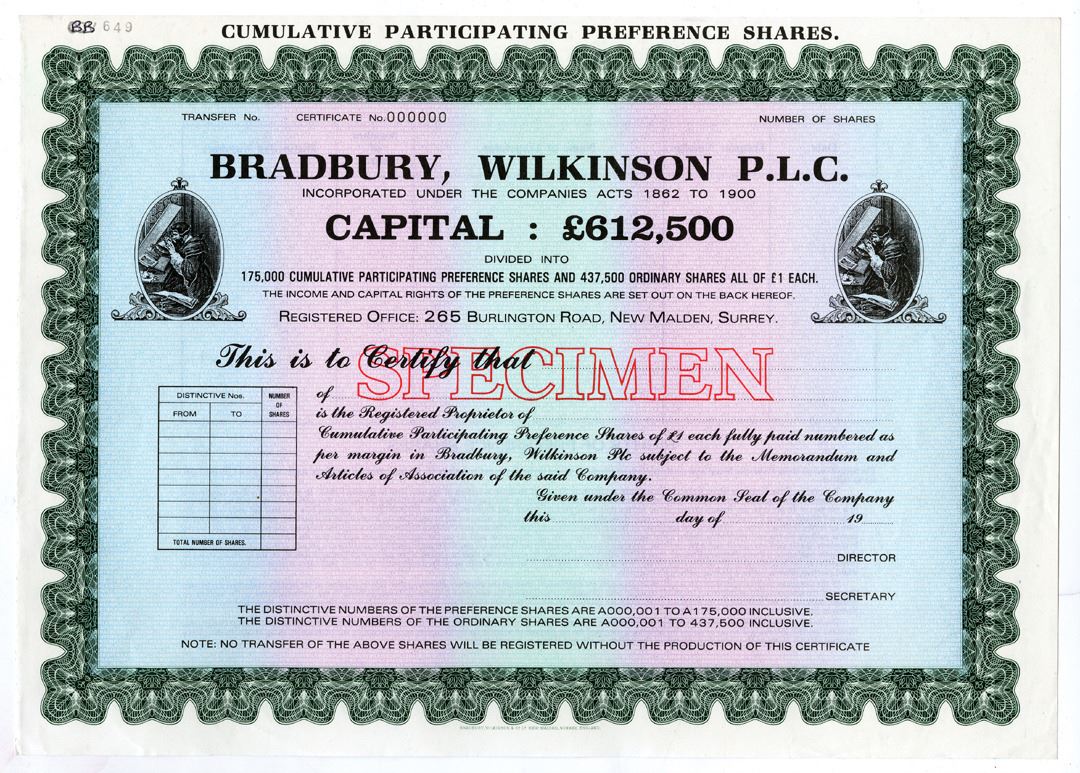 BB 649
CUMULATIVE PARTICIPATING PREFERENCE SHARES.
TRANSFER No. CERTIFICATE No. 000000 NUMBER OF SHARES
BRADBURY, WILKINSON P.L.C.
INCORPORATED UNDER THE COMPANIES ACTS 1862 TO 1900
CAPITAL : £612,500
DIVIDED INTO
175,000 CUMULATIVE PARTICIPATING PREFERENCE SHARES AND 437,500 ORDINARY SHARES ALL OF £1 EACH.
THE INCOME AND CAPITAL RIGHTS OF THE PREFERENCE SHARES ARE SET OUT ON THE BACK HEREOF.
REGISTERED OFFICE: 265 BURLINGTON ROAD, NEW MALDEN, SURREY.
This is to Certify that
SPECIMEN
of
is the Registered Proprietor of
Cumulative Participating Preference Shares of £1 each fully paid numbered as
per margin in Bradbury, Wilkinson Plc subject to the Memorandum and
Articles of Association of the said Company.
Given under the Common Seal of the Company
this day of 19
DISTINCTIVE Nos. NUMBER OF SHARES
FROM TO
TOTAL NUMBER OF SHARES.
DIRECTOR
SECRETARY
THE DISTINCTIVE NUMBERS OF THE PREFERENCE SHARES ARE A000,001 TO A175,000 INCLUSIVE.
THE DISTINCTIVE NUMBERS OF THE ORDINARY SHARES ARE A000,001 TO 437,500 INCLUSIVE.
NOTE: NO TRANSFER OF THE ABOVE SHARES WILL BE REGISTERED WITHOUT THE PRODUCTION OF THIS CERTIFICATE